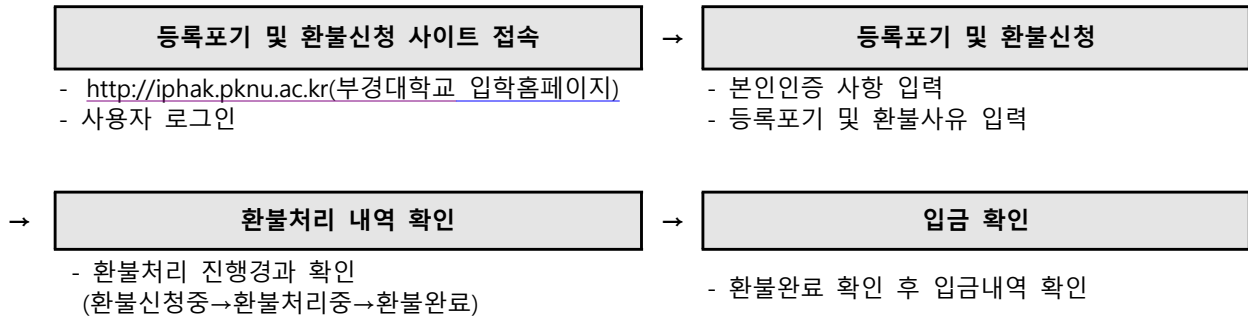 등록포기 및 환불신청 사이트 접속
→
등록포기 및 환불신청
- http://iphak.pknu.ac.kr(부경대학교 입학홈페이지)
- 사용자 로그인
- 본인인증 사항 입력
- 등록포기 및 환불사유 입력
→
환불처리 내역 확인
→
입금 확인
- 환불처리 진행경과 확인
(환불신청중→환불처리중→환불완료)
- 환불완료 확인 후 입금내역 확인